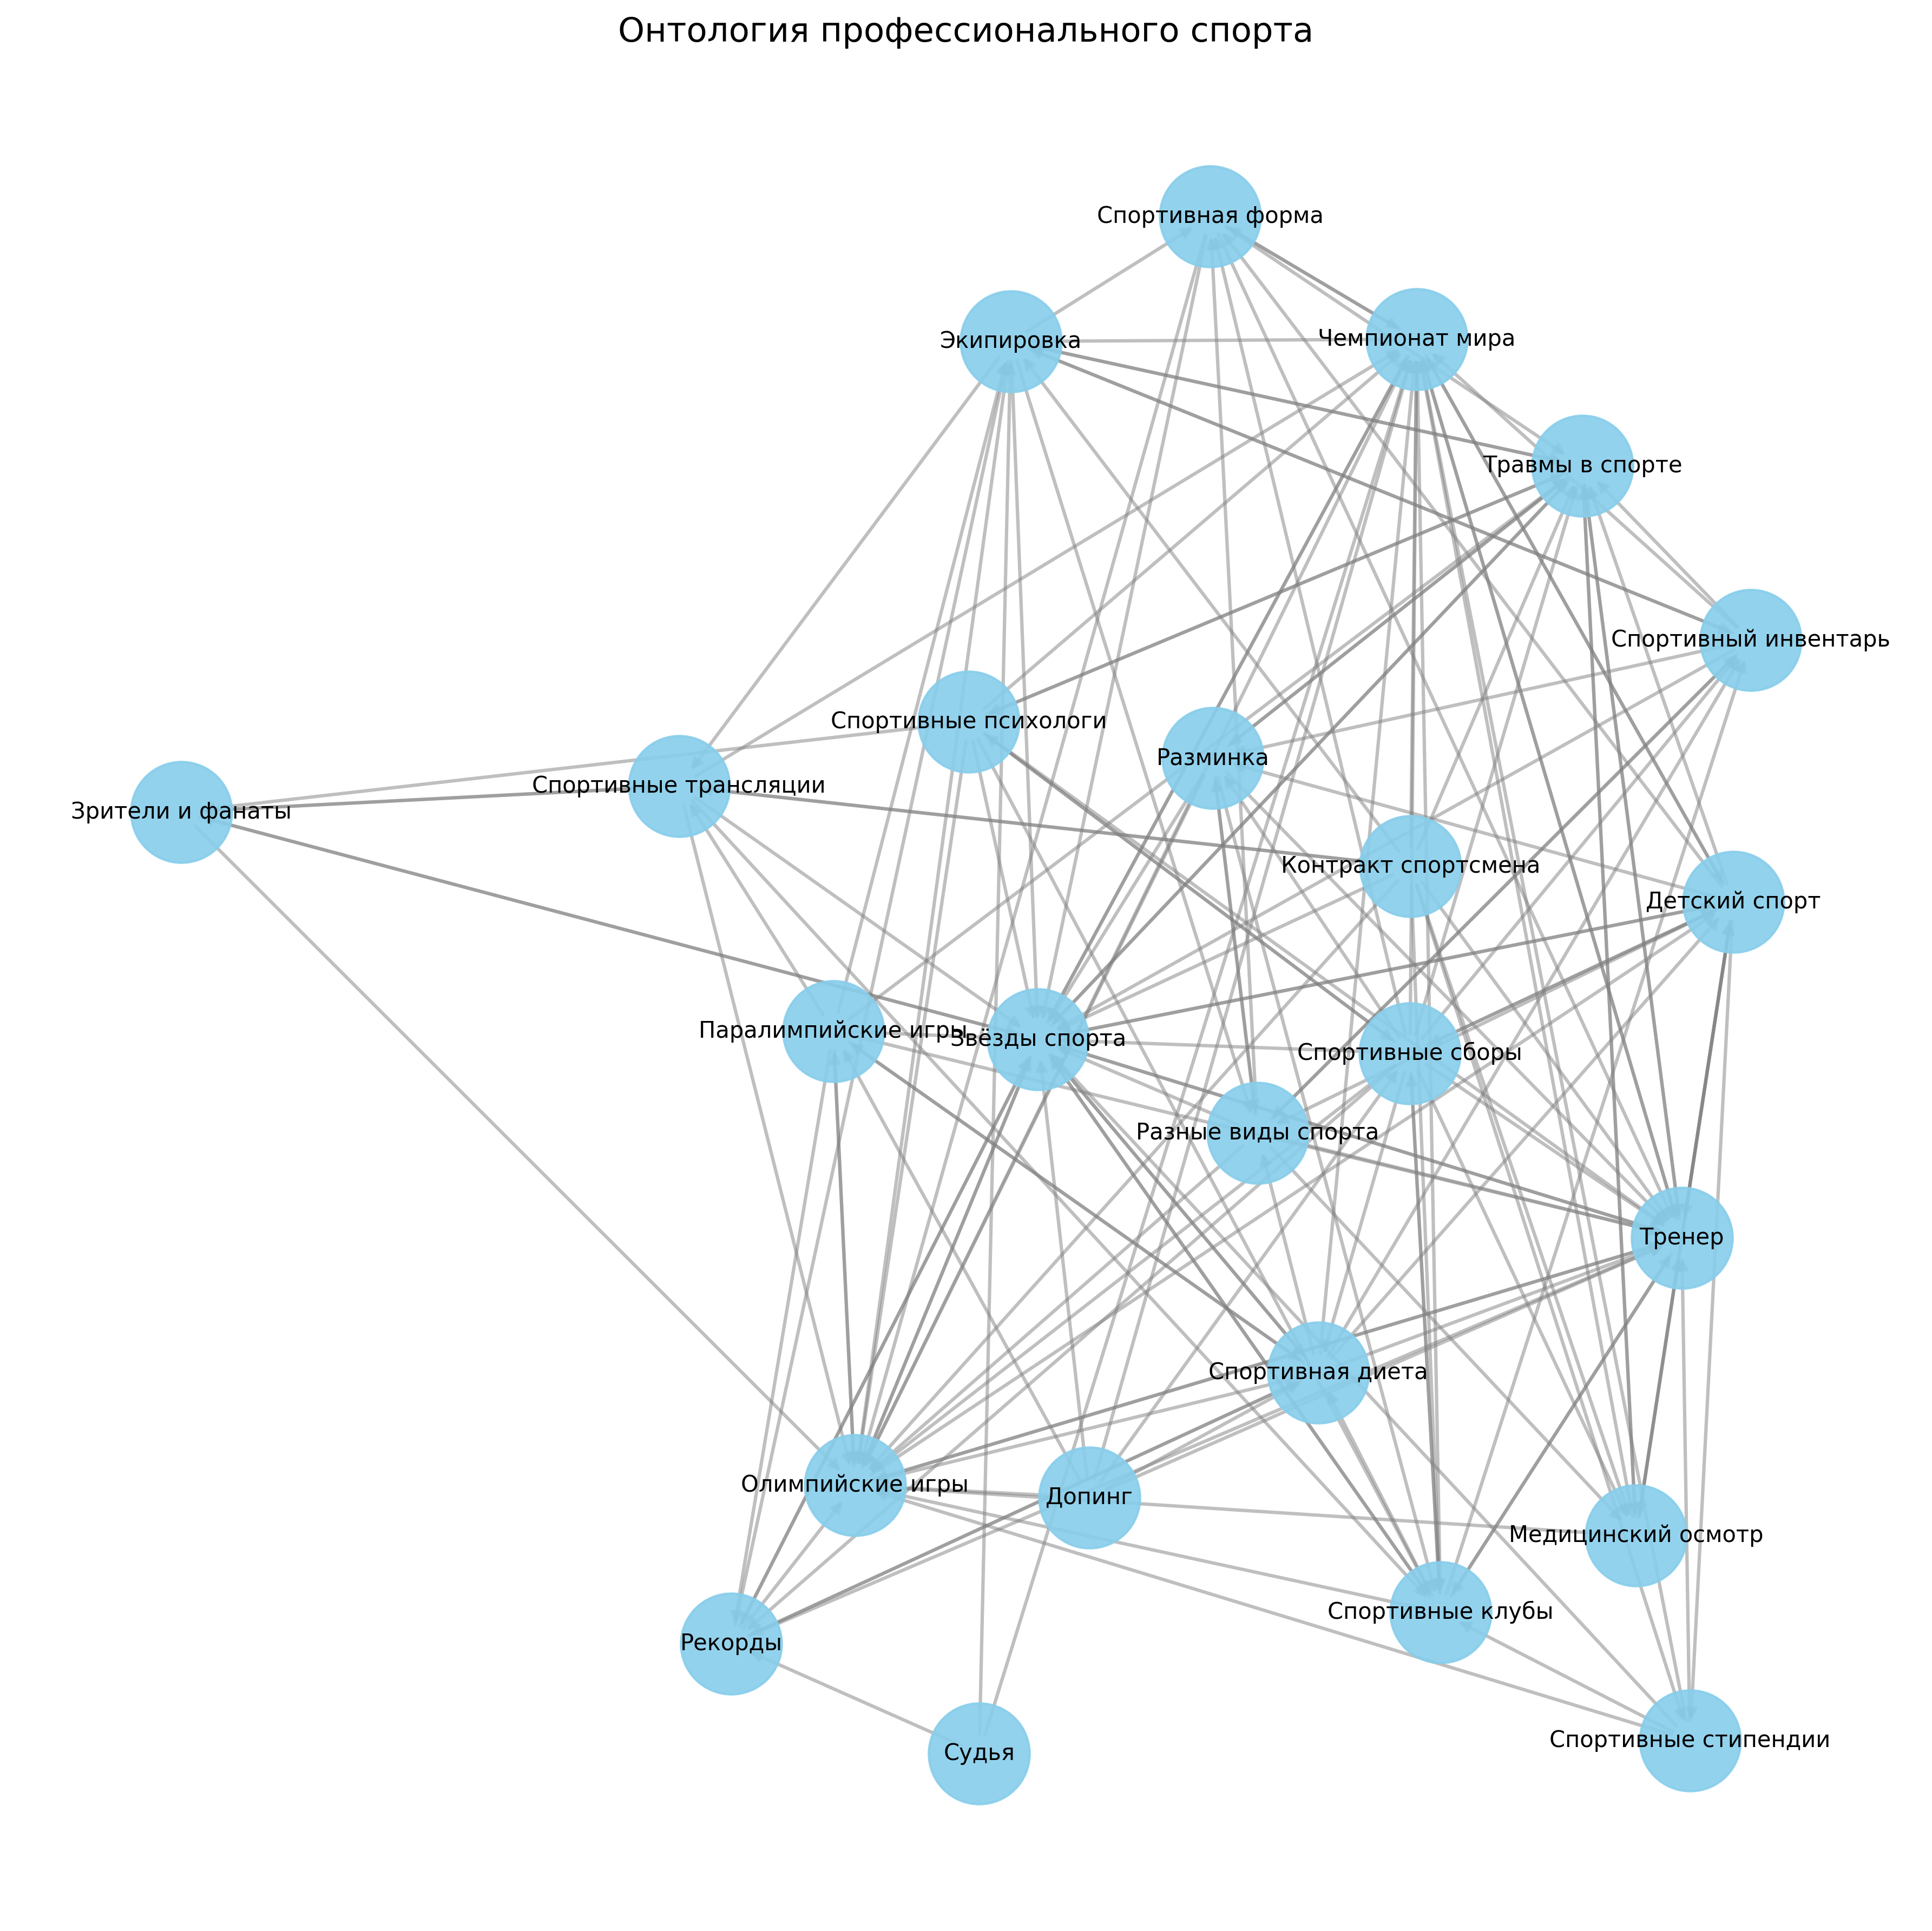 Онтология профессионального спорта
Спортивная форма
Экипировка
Чемпионат мира
Травмы в спорте
Спортивный инвентарь
Спортивные психологи
Разминка
Спортивные трансляции
Зрители и фанаты
Контракт спортсмена
Детский спорт
Паралимпийские игры
Звёзды спорта
Спортивные сборы
Разные виды спорта
Тренер
Спортивная диета
Олимпийские игры
Допинг
Медицинский осмотр
Спортивные клубы
Рекорды
Судья
Спортивные стипендии